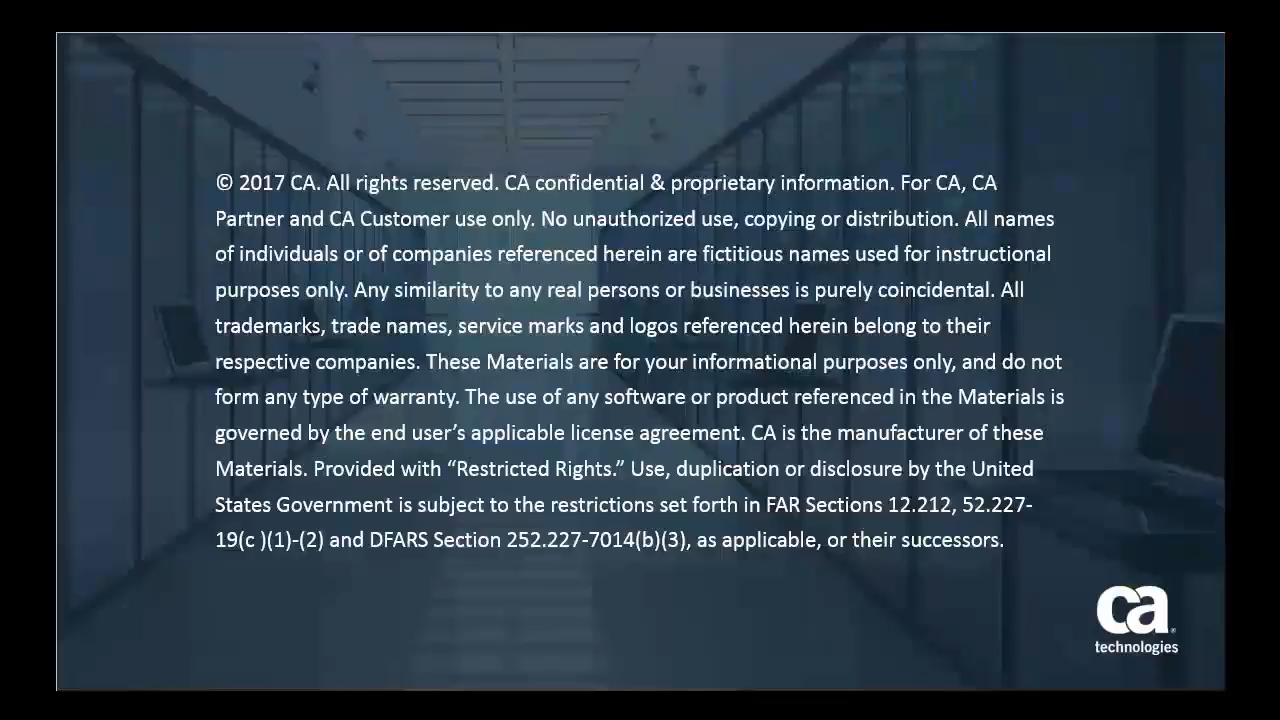 © 2017 CA. All rights reserved. CA confidential & proprietary information. For CA, CA
Partner and CA Customer use only. No unauthorized use, copying or distribution. All names
of individuals or of companies referenced herein are fictitious names used for instructional
purposes only. Any similarity to any real persons or businesses is purely coincidental. All
trademarks, trade names, service marks and logos referenced herein belong to their
respective companies. These Materials are for your informational purposes only, and do not
form any type of warranty. The use of any software or product referenced in the Materials is
governed by the end user’s applicable license agreement. CA is the manufacturer of these
Materials. Provided with “Restricted Rights.” Use, duplication or disclosure by the United
States Government is subject to the restrictions set forth in FAR Sections 12.212, 52.227-
19(c )(1)-(2) and DFARS Section 252.227-7014(b)(3), as applicable, or their successors.
ca
technologies